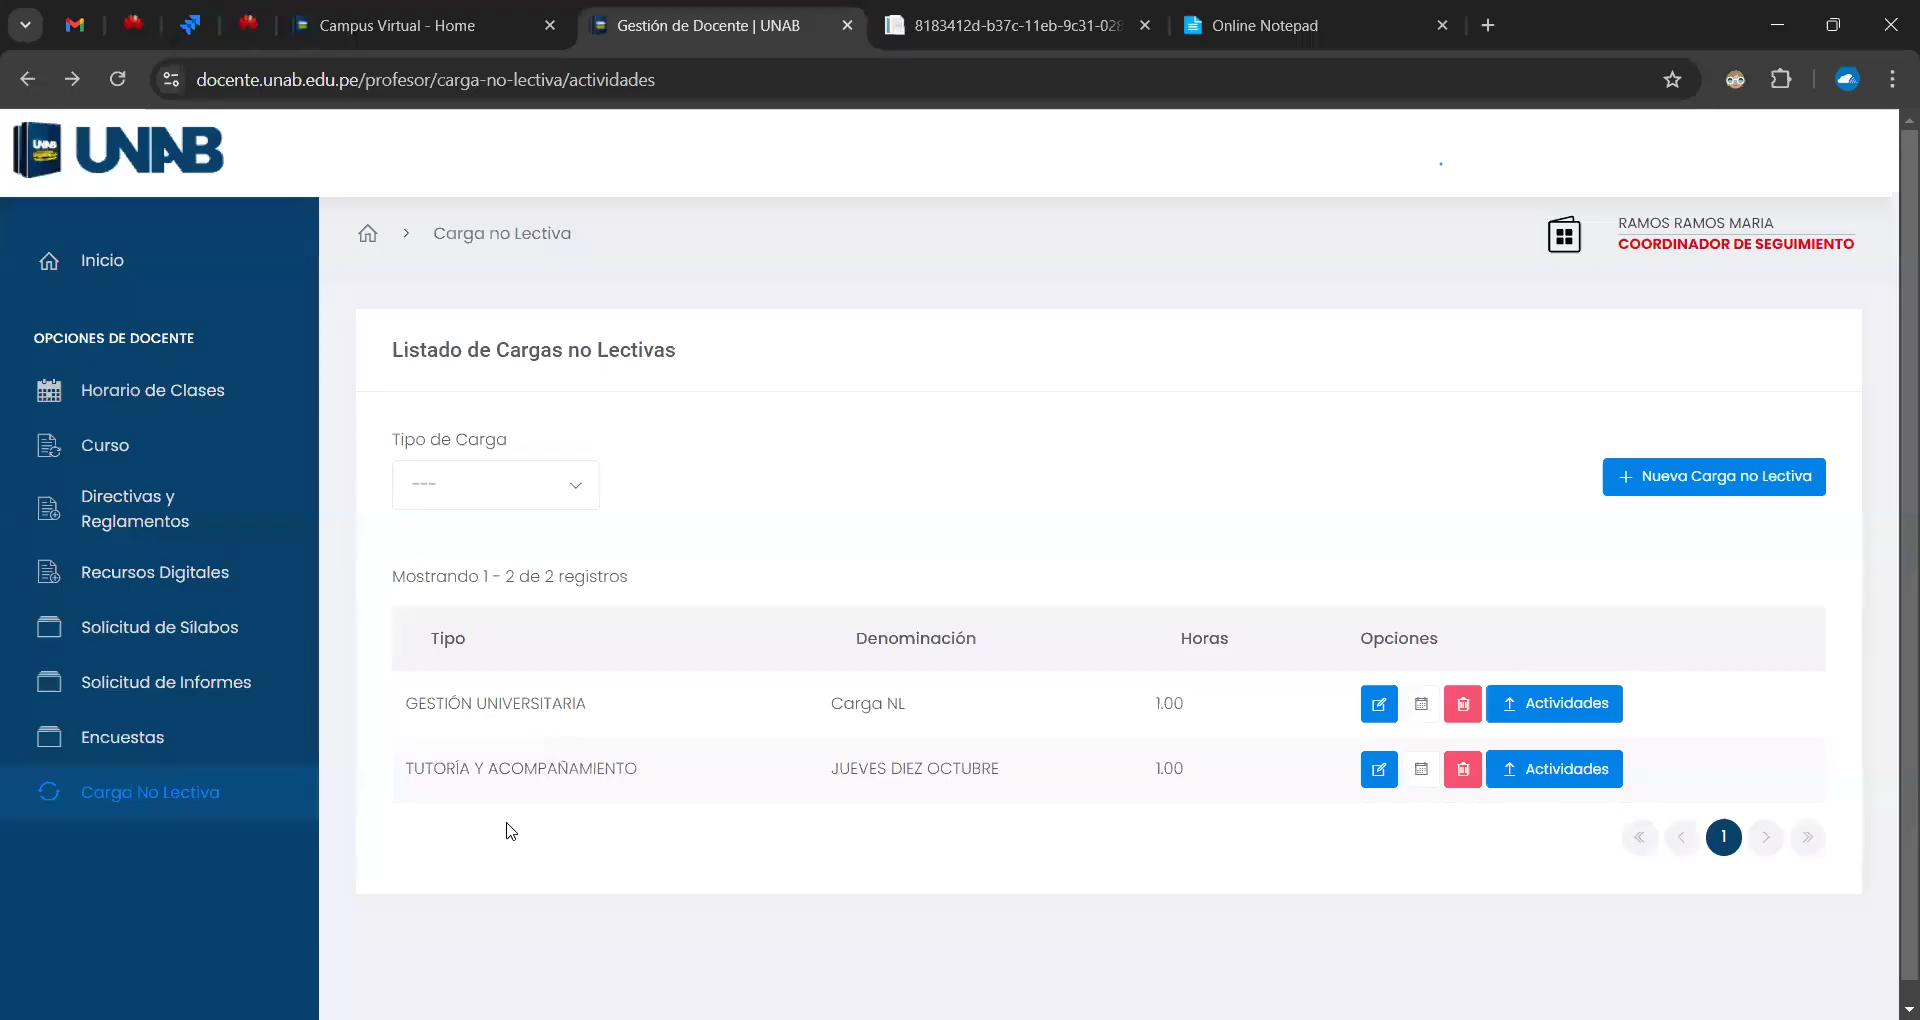 Campus Virtual - Home
Gestión de Docente | UNAB
8183412d-b37c-11eb-9c31-028
Online Notepad
docente.unab.edu.pe/profesor/carga-no-lectiva/actividades
UNAB
UNAB
Carga no Lectiva
RAMOS RAMOS MARIA
COORDINADOR DE SEGUIMIENTO
Inicio
OPCIONES DE DOCENTE
Horario de Clases
Curso
Directivas y
Reglamentos
Recursos Digitales
Solicitud de Sílabos
Solicitud de Informes
Encuestas
Carga No Lectiva
Listado de Cargas no Lectivas
Tipo de Carga
---
Nueva Carga no Lectiva
Mostrando 1 - 2 de 2 registros
Tipo Denominación Horas Opciones
GESTIÓN UNIVERSITARIA Carga NL 1.00 Actividades
TUTORÍA Y ACOMPAÑAMIENTO JUEVES DIEZ OCTUBRE 1.00 Actividades
« ‹ 1 › »